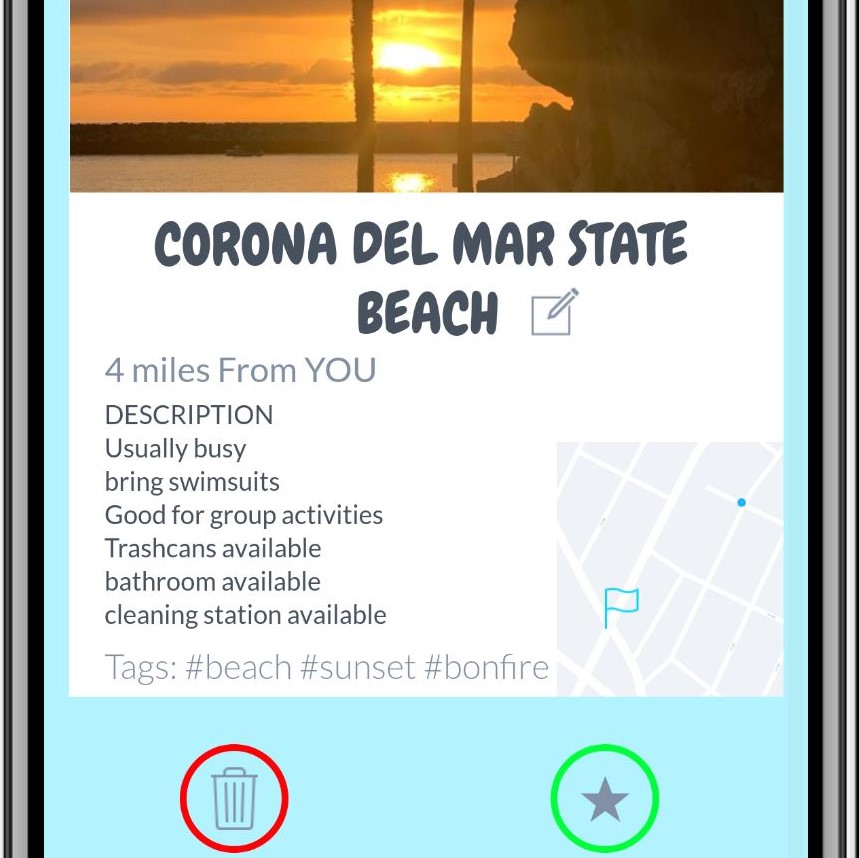 CORONA DEL MAR STATE
BEACH
4 miles From YOU
DESCRIPTION
Usually busy
bring swimsuits
Good for group activities
Trashcans available
bathroom available
cleaning station available
Tags: #beach #sunset #bonfire